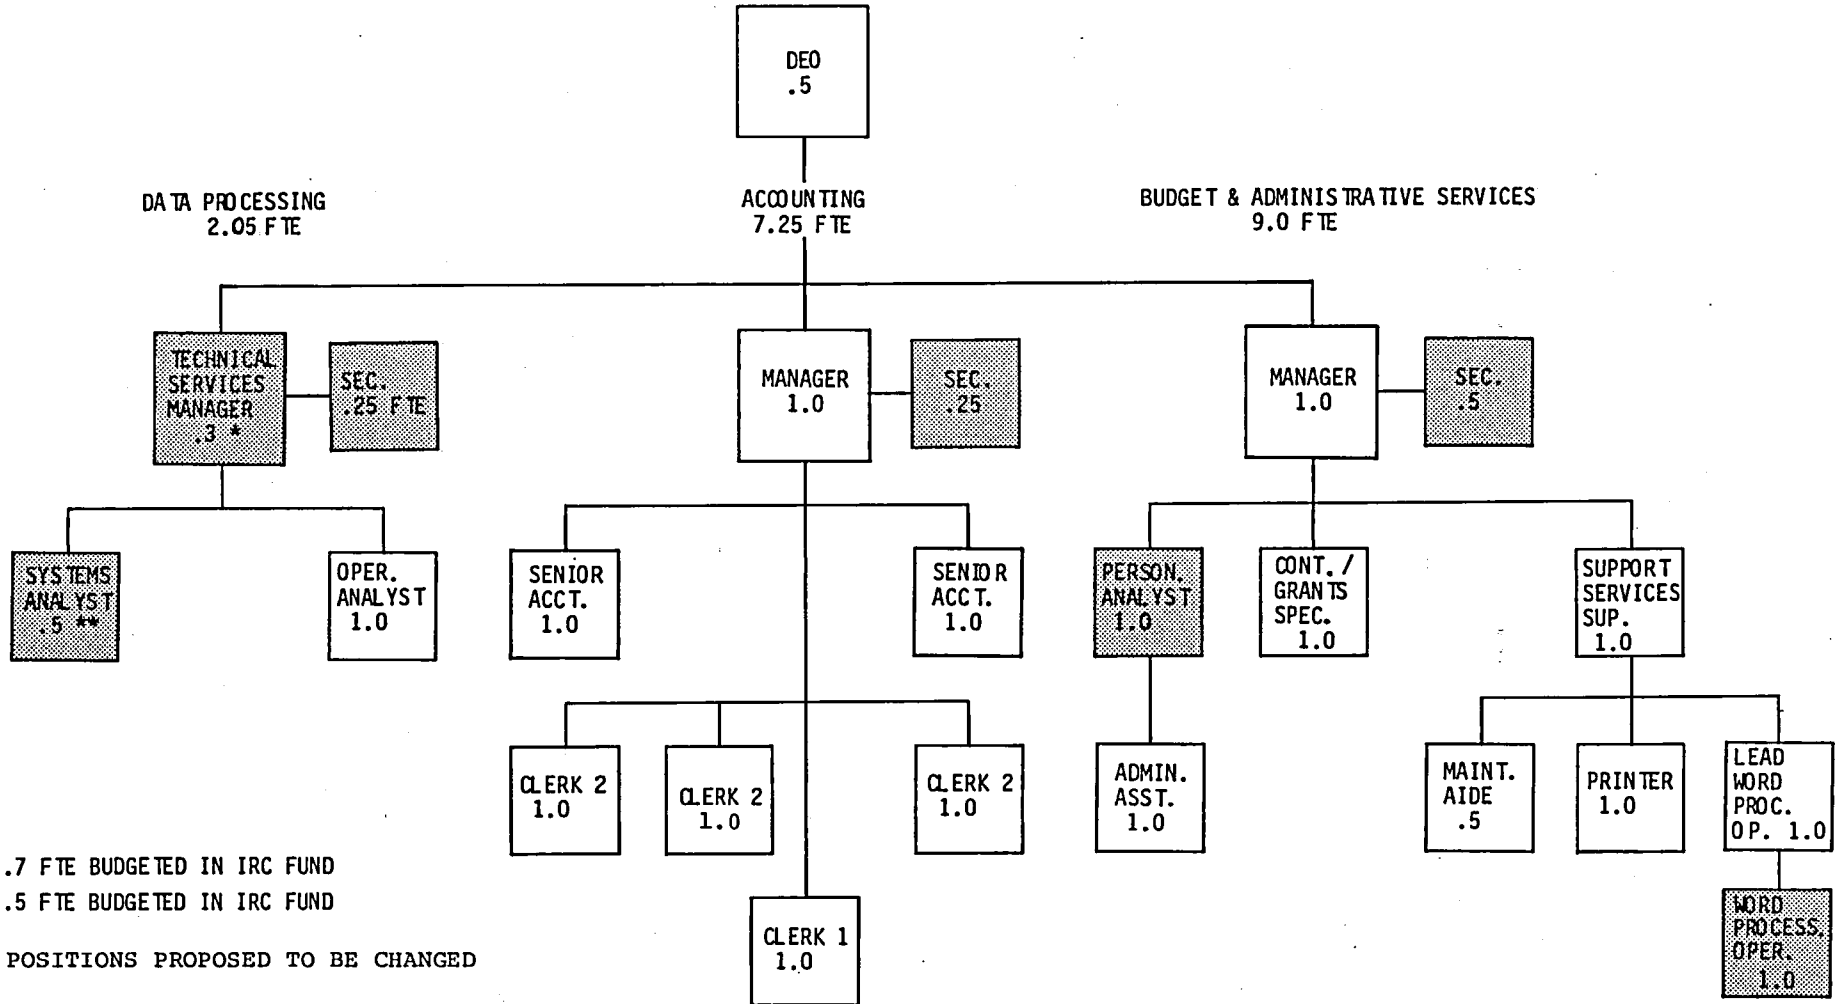 DEO
.5
DATA PROCESSING
2.05 FTE
ACCOUNTING
7.25 FTE
BUDGET & ADMINISTRATIVE SERVICES
9.0 FTE
TECHNICAL
SERVICES
MANAGER
.3 *
SEC.
.25 FTE
MANAGER
1.0
SEC.
.25
MANAGER
1.0
SEC.
.5
SYSTEMS
ANALYST
.5 **
OPER.
ANALYST
1.0
SENIOR
ACCT.
1.0
SENIOR
ACCT.
1.0
PERSON.
ANALYST
1.0
CONT./
GRANTS
SPEC.
1.0
SUPPORT
SERVICES
SUP.
1.0
CLERK 2
1.0
CLERK 2
1.0
CLERK 2
1.0
ADMIN.
ASST.
1.0
MAINT.
AIDE
.5
PRINTER
1.0
LEAD
WORD
PROC.
OP. 1.0
CLERK 1
1.0
WORD
PROCESS.
OPER.
1.0
.7 FTE BUDGETED IN IRC FUND
.5 FTE BUDGETED IN IRC FUND
POSITIONS PROPOSED TO BE CHANGED